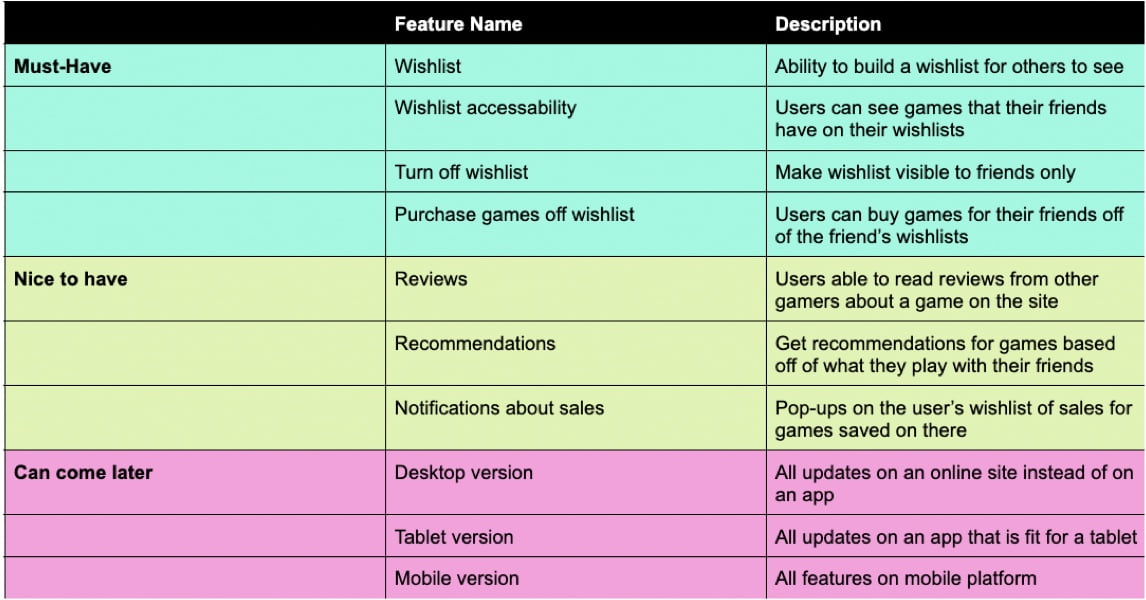 Feature Name Description
Must-Have Wishlist Ability to build a wishlist for others to see
Wishlist accessability Users can see games that their friends
have on their wishlists
Turn off wishlist Make wishlist visible to friends only
Purchase games off wishlist Users can buy games for their friends off
of the friend's wishlists
Nice to have Reviews Users able to read reviews from other
gamers about a game on the site
Recommendations Get recommendations for games based
off of what they play with their friends
Notifications about sales Pop-ups on the user's wishlist of sales for
games saved on there
Can come later Desktop version All updates on an online site instead of on
an app
Tablet version All updates on an app that is fit for a tablet
Mobile version All features on mobile platform